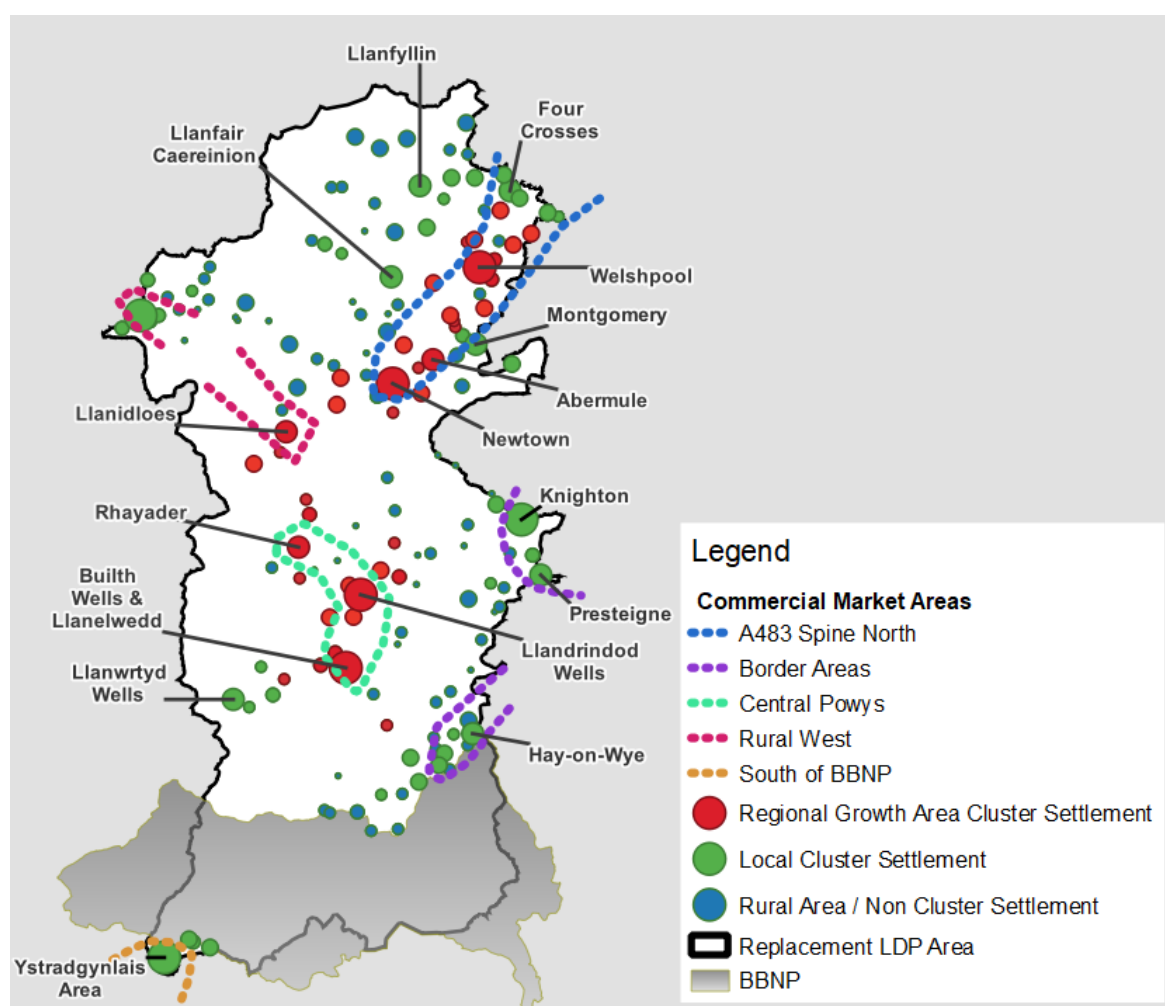 Llanfyllin
Four
Crosses
Llanfair
Caereinion
Welshpool
Montgomery
Abermule
Llanidloes
Newtown
Knighton
Rhayader
Builth
Wells &
Llanelwedd
Presteigne
Llandrindod
Wells
Llanwrtyd
Wells
Hay-on-Wye
Ystradgynlais
Area
Legend
Commercial Market Areas
A483 Spine North
Border Areas
Central Powys
Rural West
South of BBNP
Regional Growth Area Cluster Settlement
Local Cluster Settlement
Rural Area / Non Cluster Settlement
Replacement LDP Area
BBNP